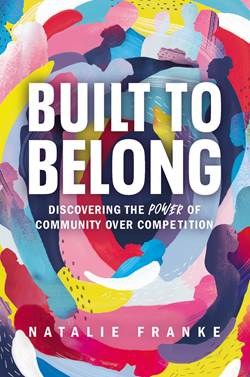 BUILT TO
BELONG
DISCOVERING THE POWER OF
COMMUNITY OVER COMPETITION
NATALIE FRANKE